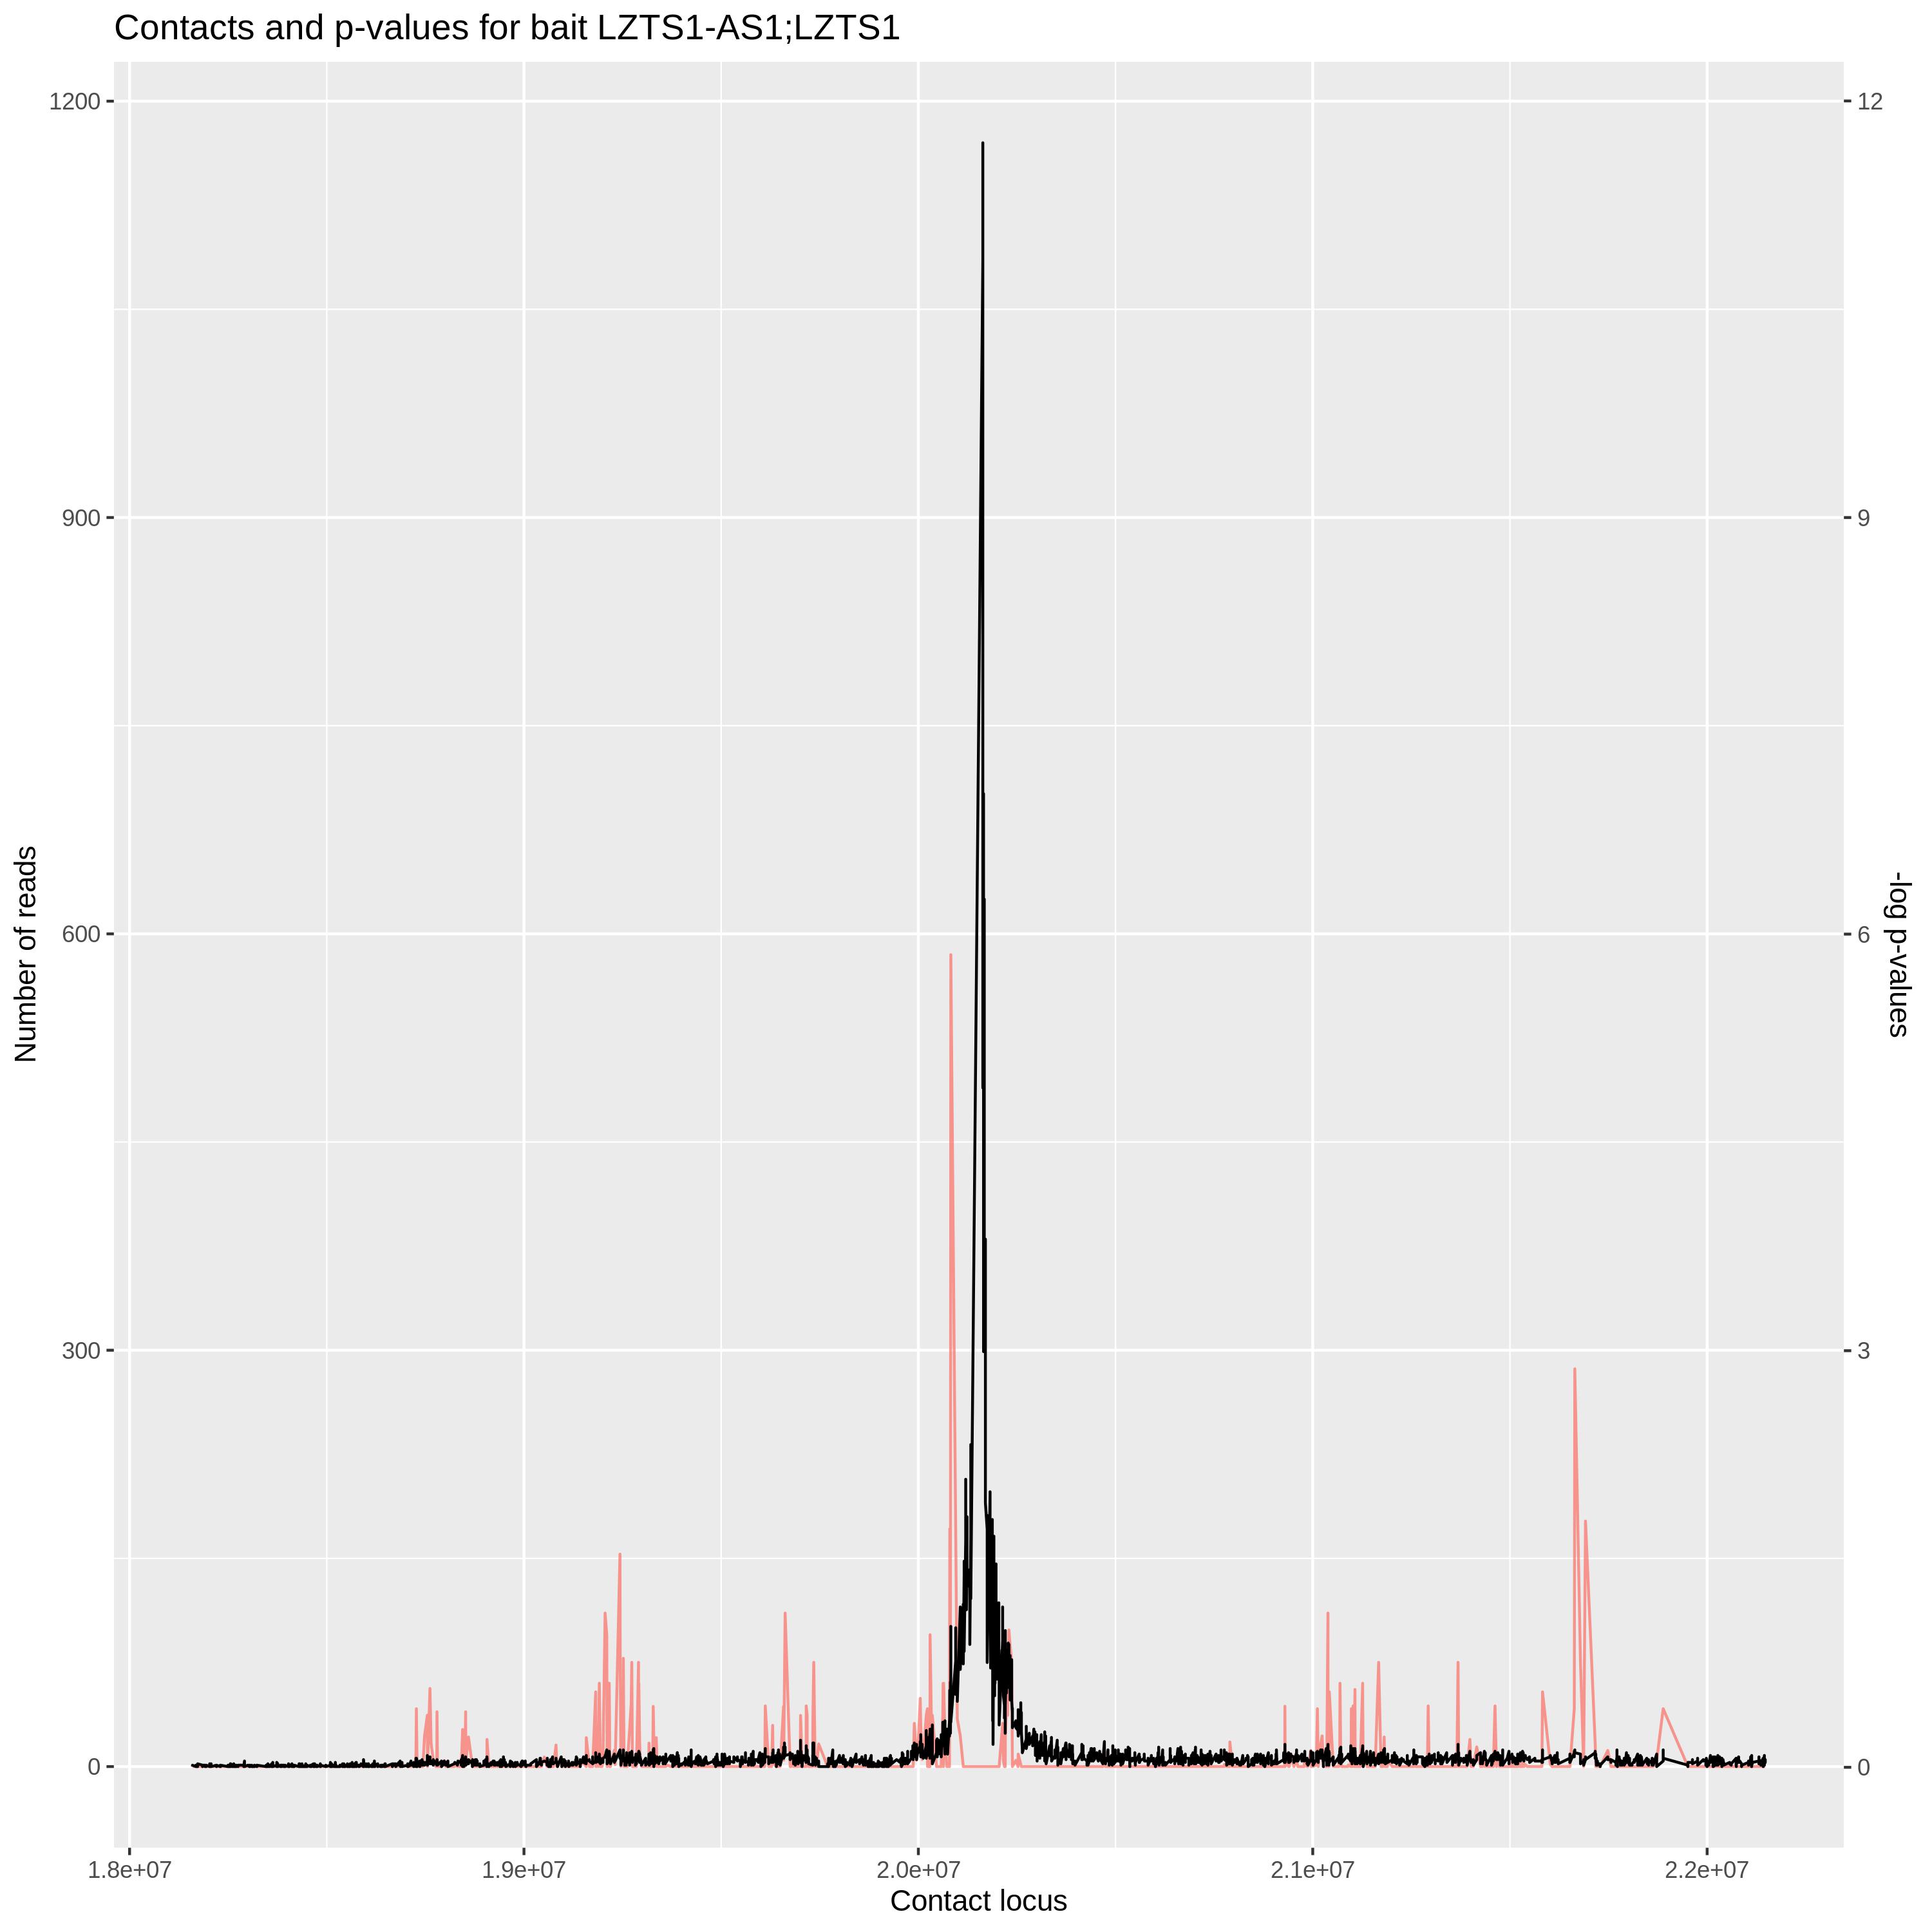 Contacts and p-values for bait LZTS1-AS1;LZTS1
1200
900
600
300
0
12
9
6
3
0
Number of reads
-log p-values
1.8e+07
1.9e+07
2.0e+07
2.1e+07
2.2e+07
Contact locus